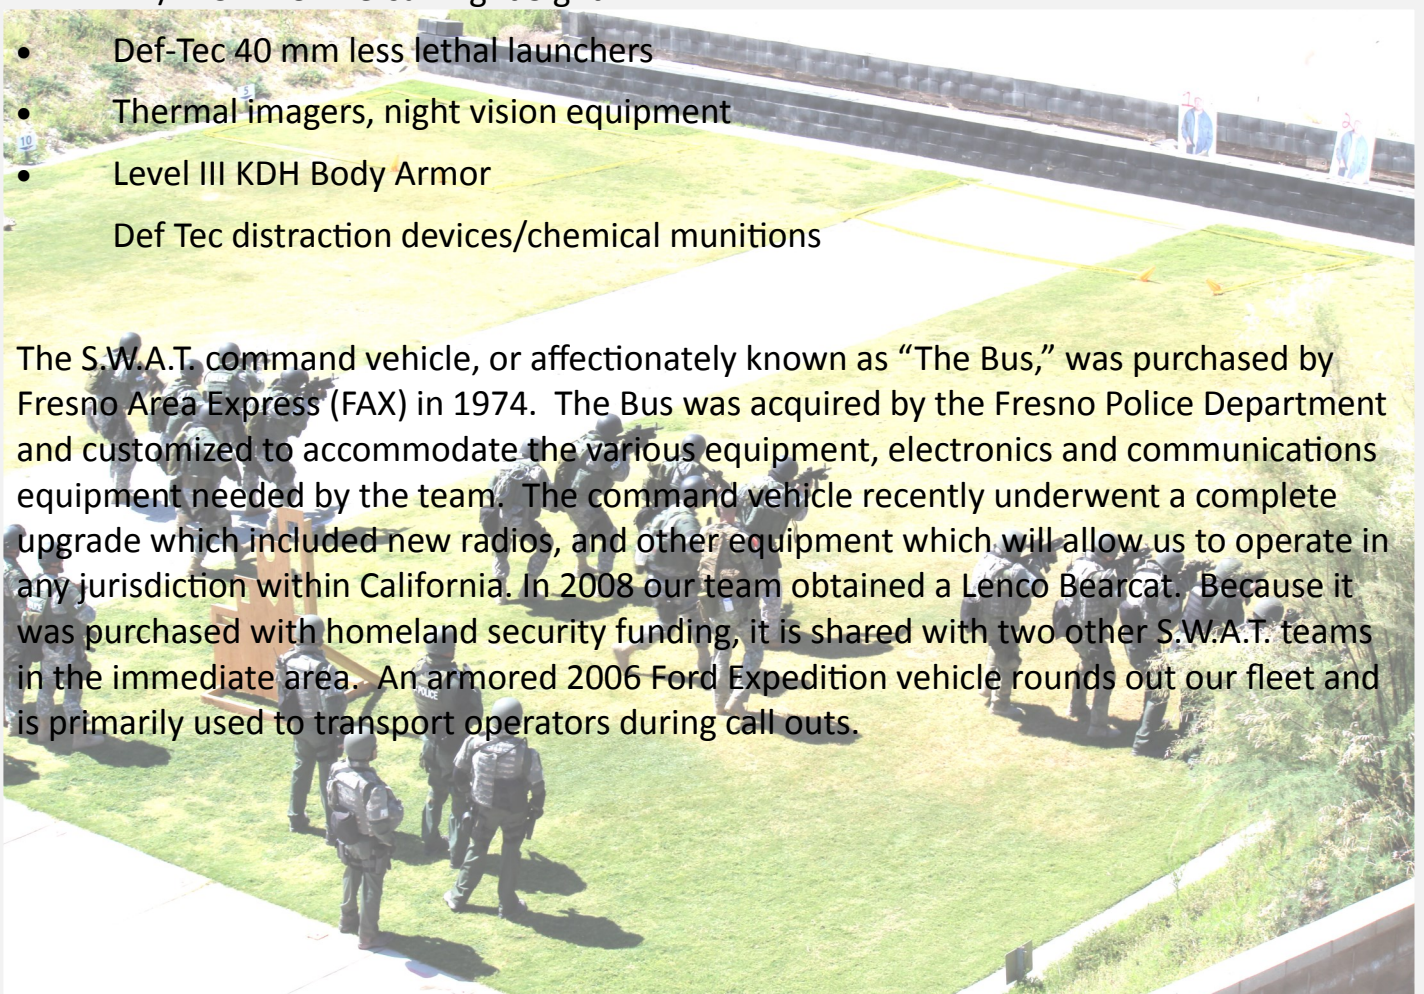 • Def-Tec 40 mm less lethal launchers
• Thermal imagers, night vision equipment
• Level III KDH Body Armor
Def Tec distraction devices/chemical munitions
The S.W.A.T. command vehicle, or affectionately known as “The Bus,” was purchased by
Fresno Area Express (FAX) in 1974.  The Bus was acquired by the Fresno Police Department
and customized to accommodate the various equipment, electronics and communications
equipment needed by the team.  The command vehicle recently underwent a complete
upgrade which included new radios, and other equipment which will allow us to operate in
any jurisdiction within California. In 2008 our team obtained a Lenco Bearcat.  Because it
was purchased with homeland security funding, it is shared with two other S.W.A.T. teams
in the immediate area.  An armored 2006 Ford Expedition vehicle rounds out our fleet and
is primarily used to transport operators during call outs.
5
10
POLICE